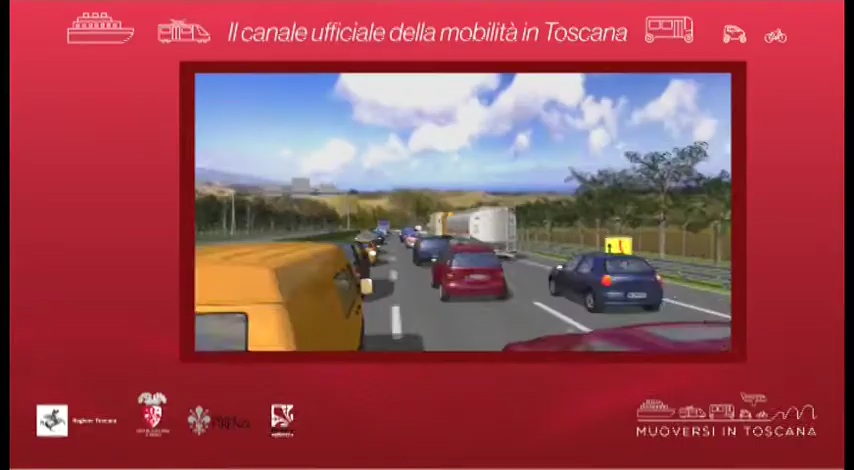 Il canale ufficiale della mobilità in Toscana
Regione Toscana
MUOVERSI IN TOSCANA